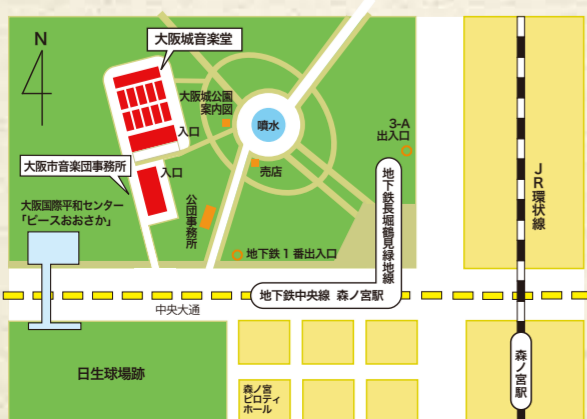 N
大阪城音楽堂
大阪城公園
案内図
噴水
入口
3-A
出入口
大阪市音楽団事務所
入口
売店
大阪国際平和センター
「ピースおおさか」
公団事務所
地下鉄長堀鶴見緑地線
JR環状線
地下鉄1番出入口
地下鉄中央線 森ノ宮駅
中央大通
日生球場跡
森ノ宮
ピロティ
ホール
森ノ宮駅